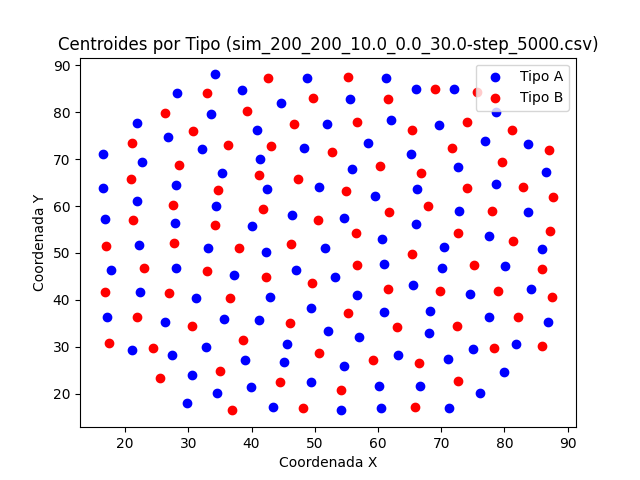 Centroides por Tipo (sim_200_200_10.0_0.0_30.0-step_5000.csv)
Tipo A
Tipo B
Coordenada Y
90
80
70
60
50
40
30
20
20 30 40 50 60 70 80 90
Coordenada X